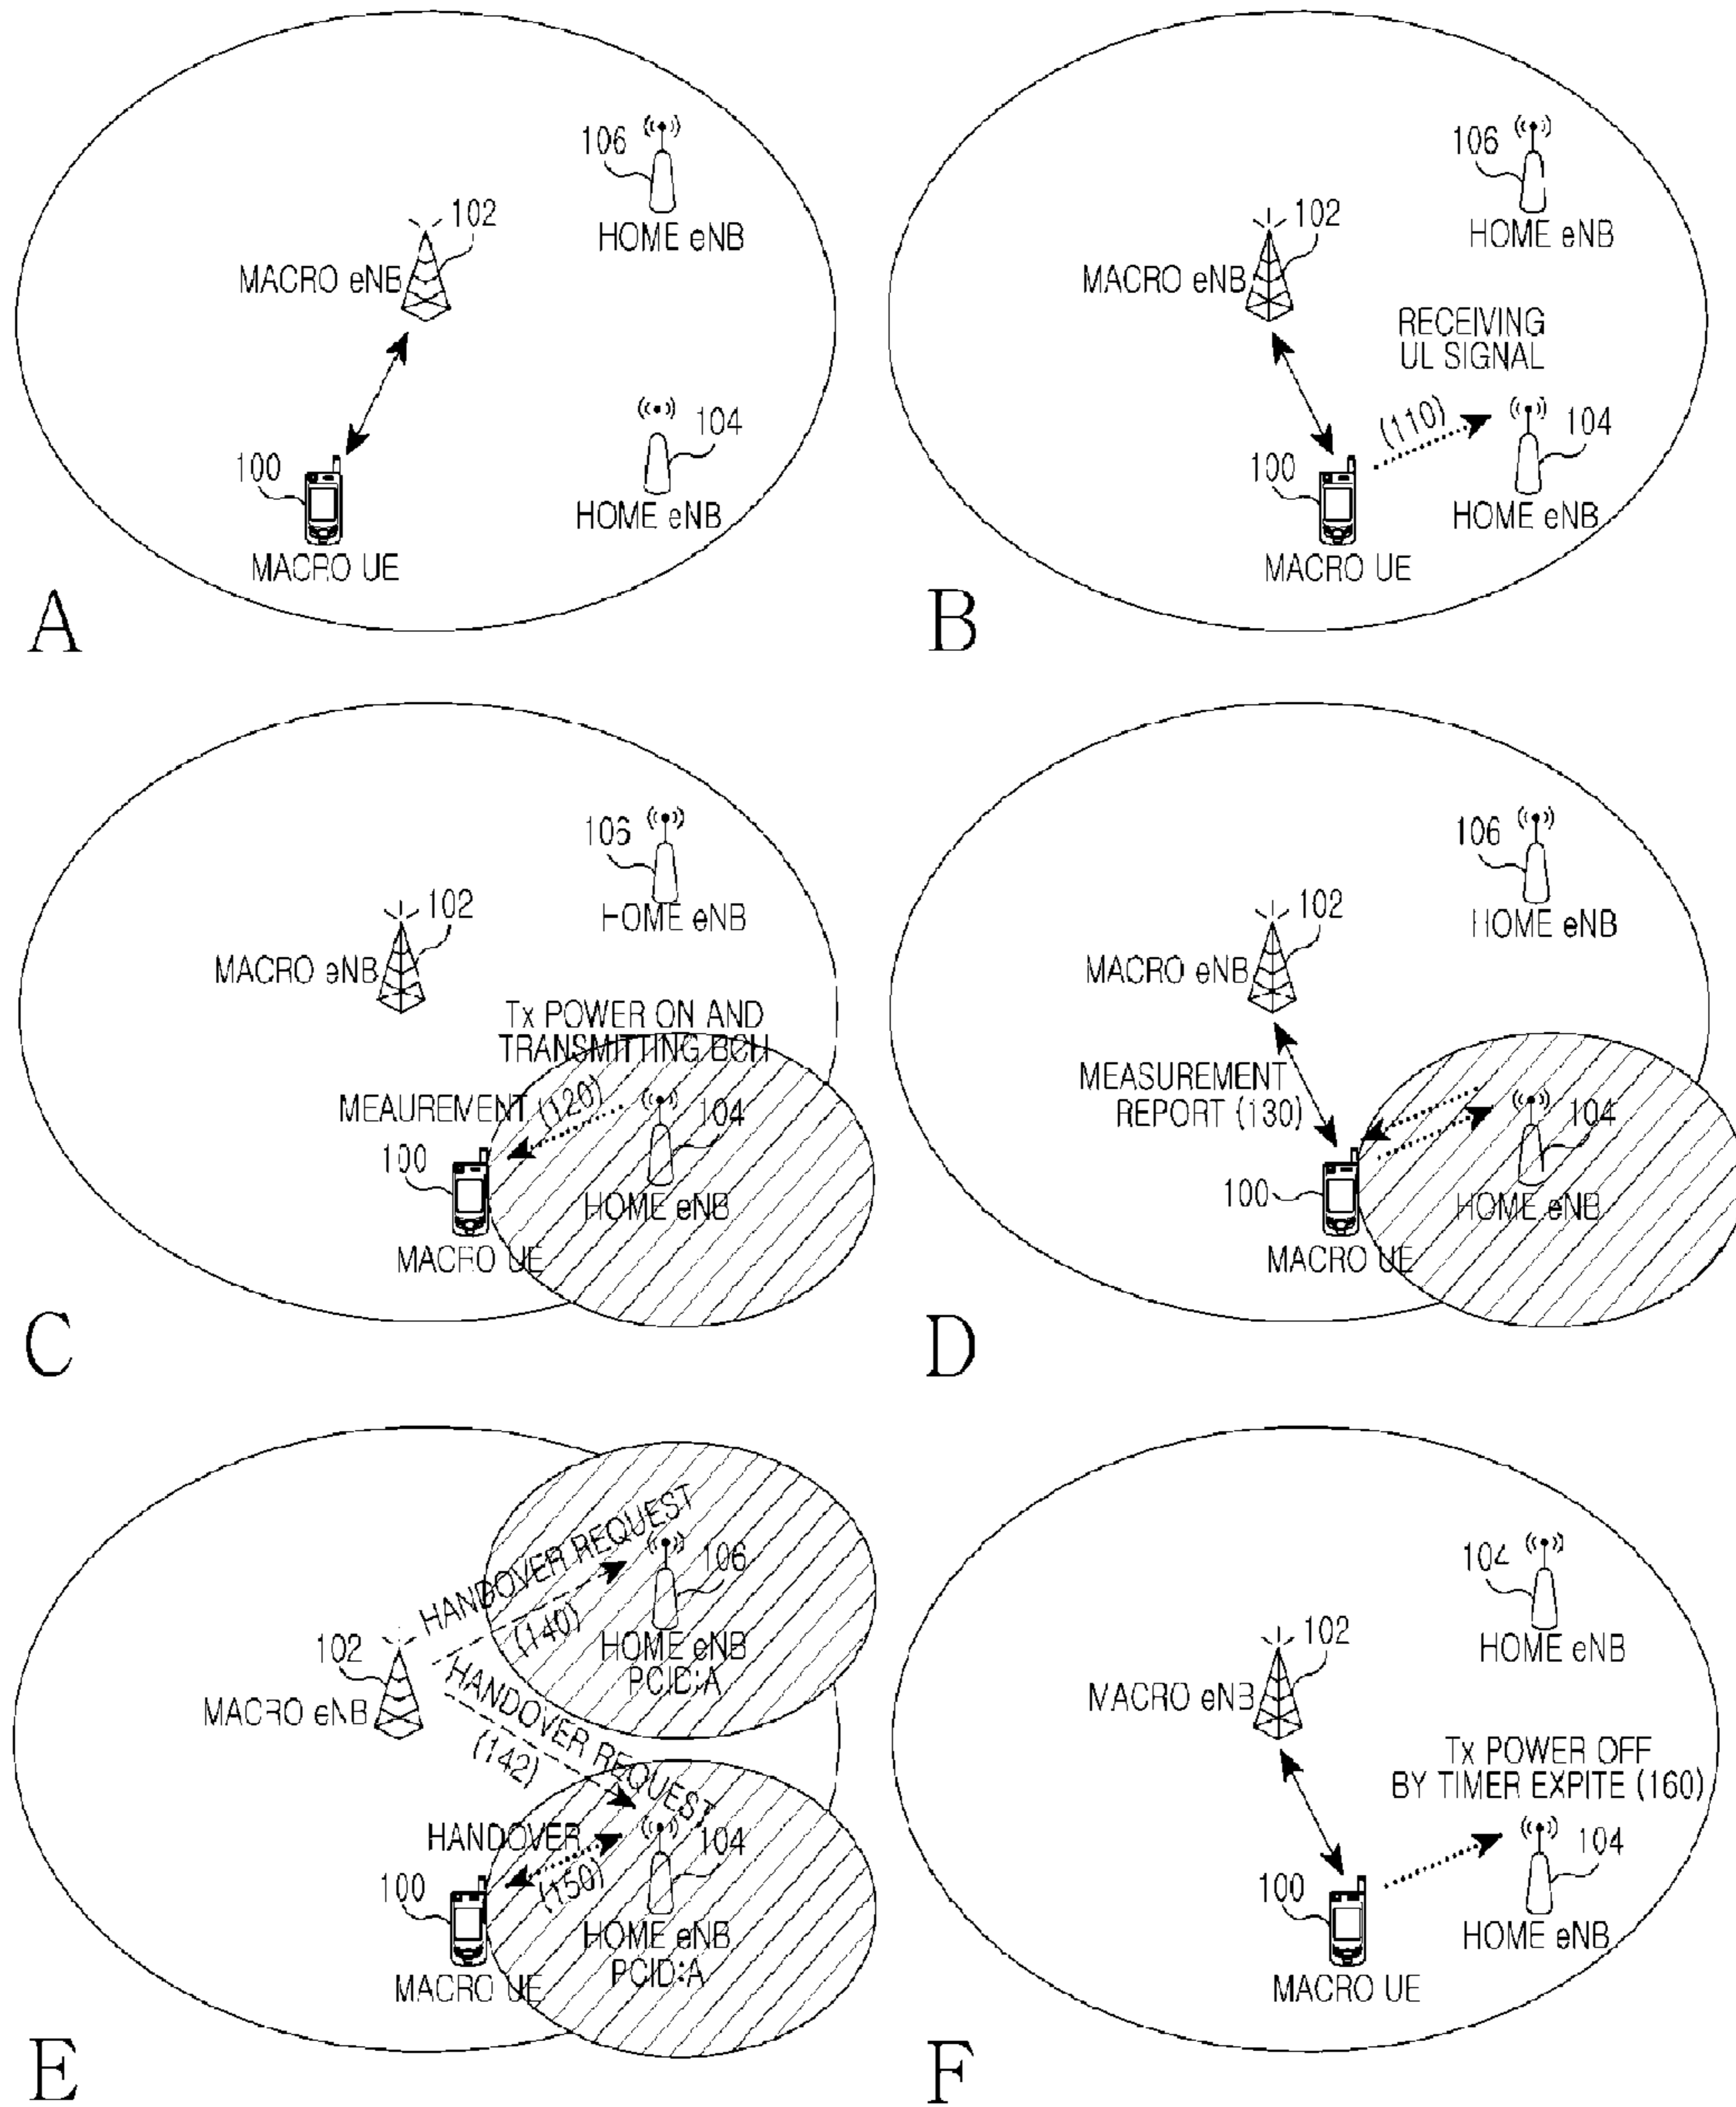 106
HOME eNB
102
MACRO eNB
104
HOME eNB
100
MACRO UE
A
106
HOME eNB
102
MACRO eNB
RECEIVING
UL SIGNAL
(110)
104
HOME eNB
100
MACRO UE
B
106
HOME eNB
102
MACRO eNB
Tx POWER ON AND
TRANSMITTING BCH
MEAUREMENT (120)
104
HOME eNB
100
MACRO UE
C
106
HOME eNB
102
MACRO eNB
MEASUREMENT
REPORT (130)
104
HOME eNB
100
MACRO UE
D
HANDOVER REQUEST
(140)
106
HOME eNB
PCID:A
102
MACRO eNB
HANDOVER REQUEST
(142)
HANDOVER
(150)
104
HOME eNB
PCID:A
100
MACRO UE
E
104
HOME eNB
102
MACRO eNB
Tx POWER OFF
BY TIMER EXPITE (160)
104
HOME eNB
100
MACRO UE
F